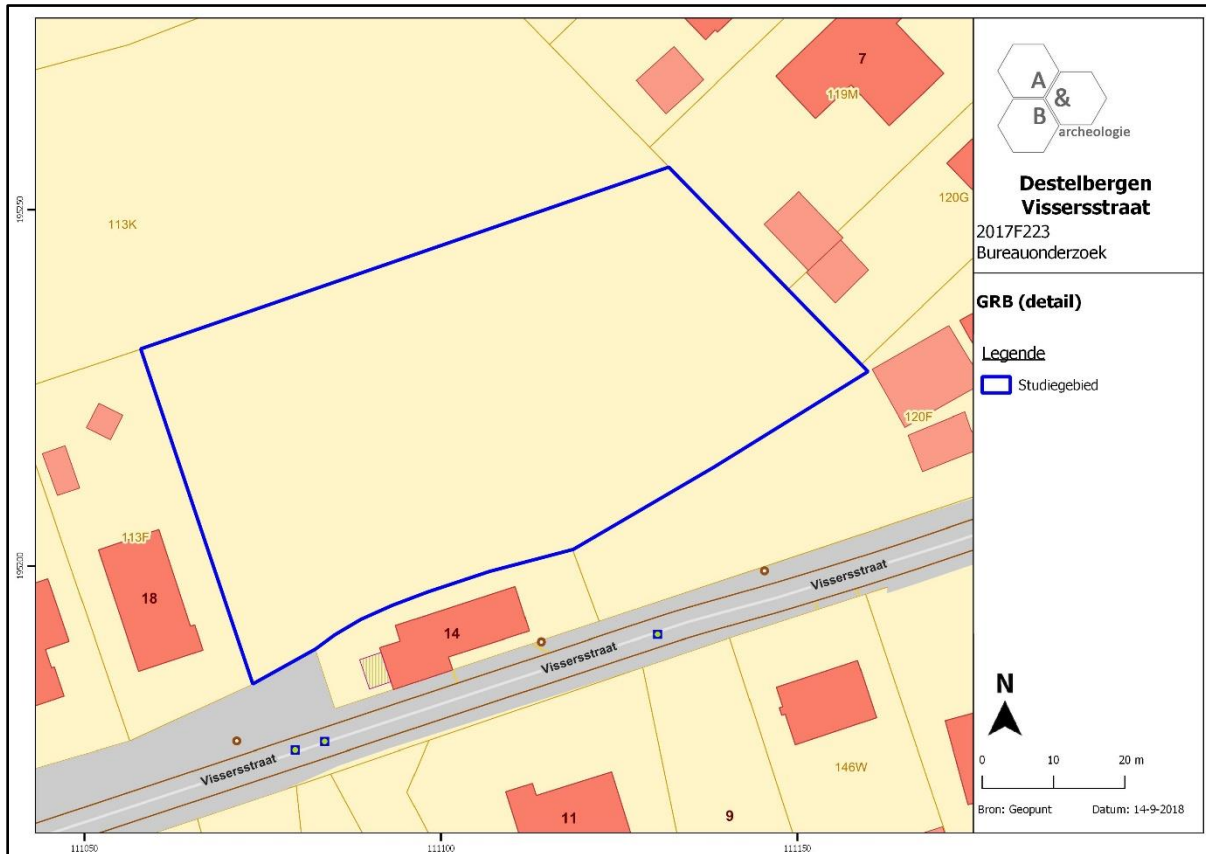 7
119M
120G
113K
120F
113F
18
14
Vissersstraat
Vissersstraat
Vissersstraat
146W
11
9
195250
195200
111050
111100
111150
A
&
B
archeologie
Destelbergen
Vissersstraat
2017F223
Bureauonderzoek
GRB (detail)
Legende
Studiegebied
N
0 10 20 m
Bron: Geopunt Datum: 14-9-2018